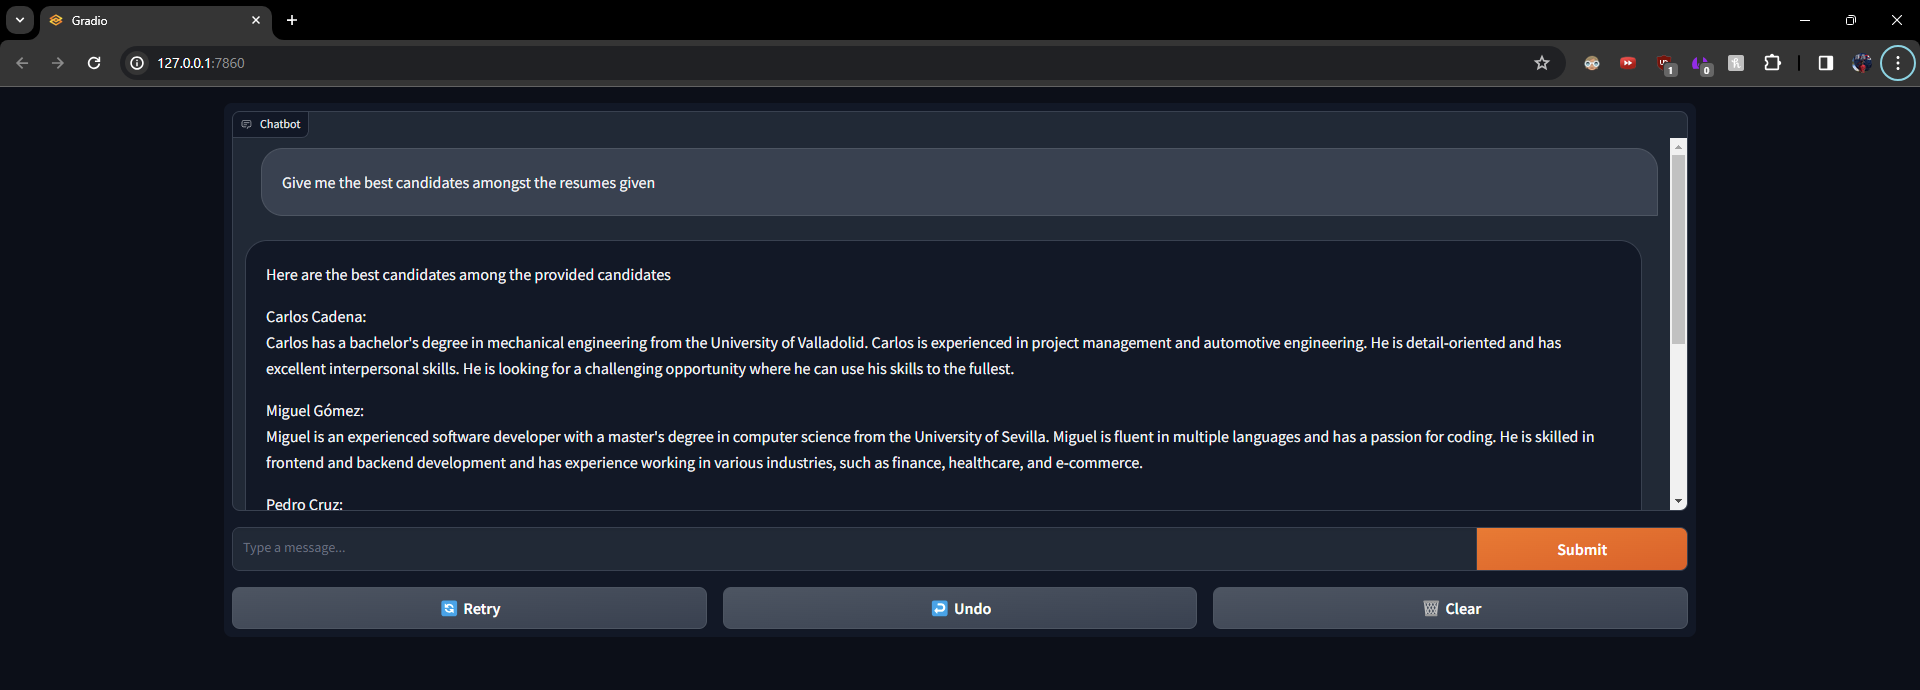 Gradio
127.0.0.1:7860
1
0
Chatbot
Give me the best candidates amongst the resumes given
Here are the best candidates among the provided candidates
Carlos Cadena:
Carlos has a bachelor's degree in mechanical engineering from the University of Valladolid. Carlos is experienced in project management and automotive engineering. He is detail-oriented and has
excellent interpersonal skills. He is looking for a challenging opportunity where he can use his skills to the fullest.
Miguel Gómez:
Miguel is an experienced software developer with a master's degree in computer science from the University of Sevilla. Miguel is fluent in multiple languages and has a passion for coding. He is skilled in
frontend and backend development and has experience working in various industries, such as finance, healthcare, and e-commerce.
Pedro Cruz:
Type a message...
Submit
Retry
Undo
Clear